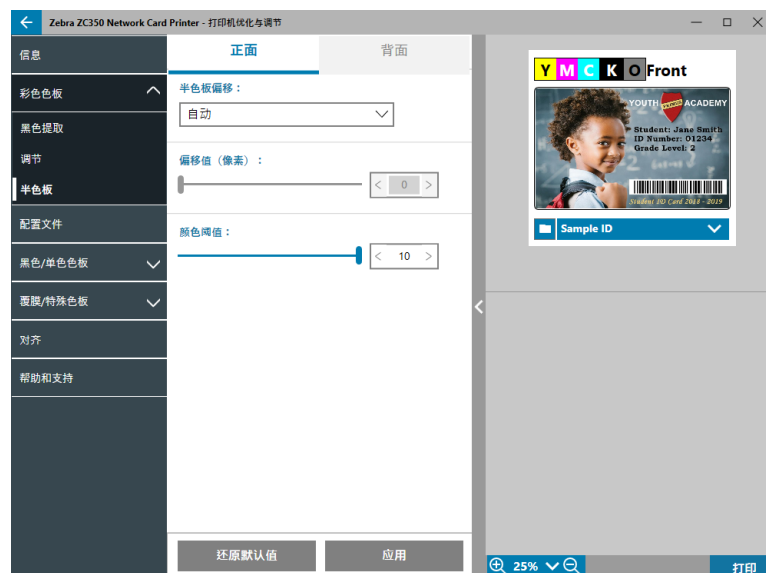 Zebra ZC350 Network Card Printer - 打印机优化与调节
信息
彩色色板
黑色提取
调节
半色板
配置文件
黑色/单色色板
覆膜/特殊色板
对齐
帮助和支持
正面
背面
半色板偏移：
自动
偏移值（像素）：
0
颜色阈值：
10
还原默认值
应用
Y M C K O Front
YOUTH ACADEMY
Student: Jane Smith
ID Number: 01234
Grade Level: 2
Student ID Card 2018 - 2019
Sample ID
25%
打印